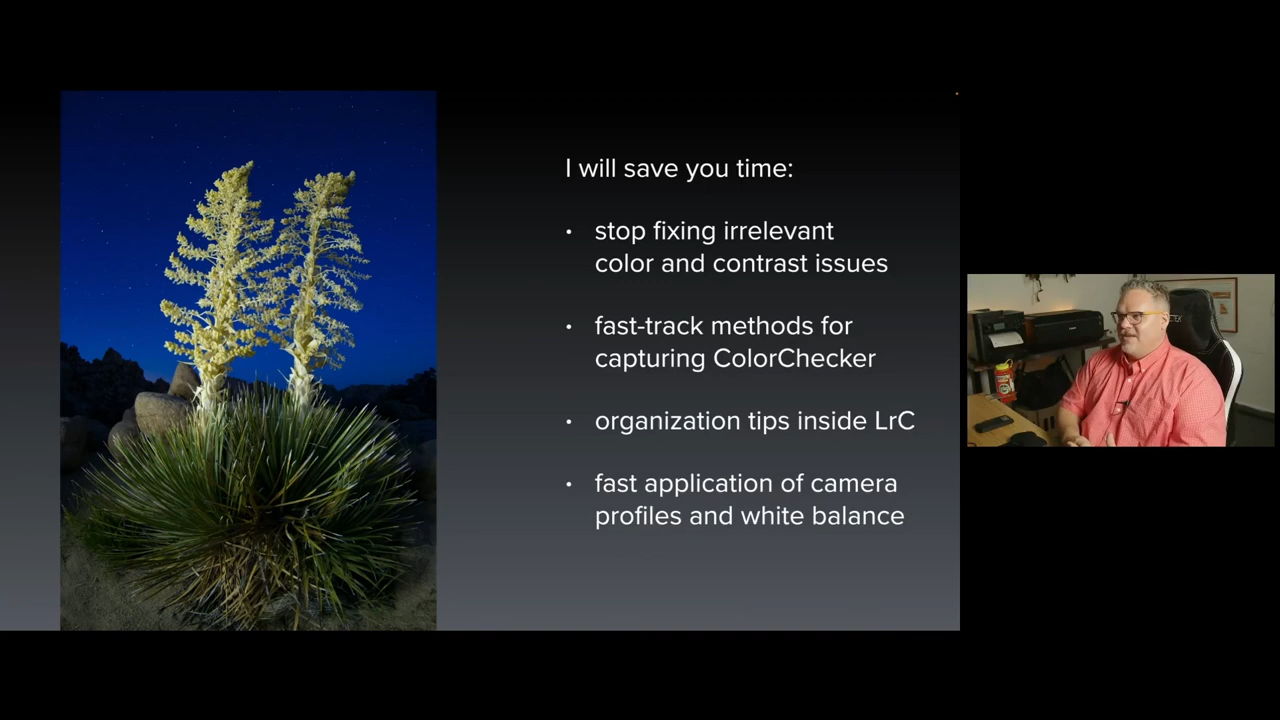 I will save you time:
• stop fixing irrelevant
color and contrast issues
• fast-track methods for
capturing ColorChecker
• organization tips inside LrC
• fast application of camera
profiles and white balance